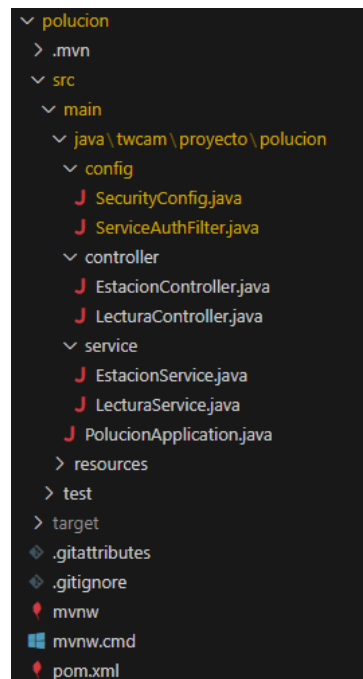 polucion
.mvn
src
main
java\twcam\proyecto\polucion
config
SecurityConfig.java
ServiceAuthFilter.java
controller
EstacionController.java
LecturaController.java
service
EstacionService.java
LecturaService.java
PolucionApplication.java
resources
test
target
.gitattributes
.gitignore
mvnw
mvnw.cmd
pom.xml